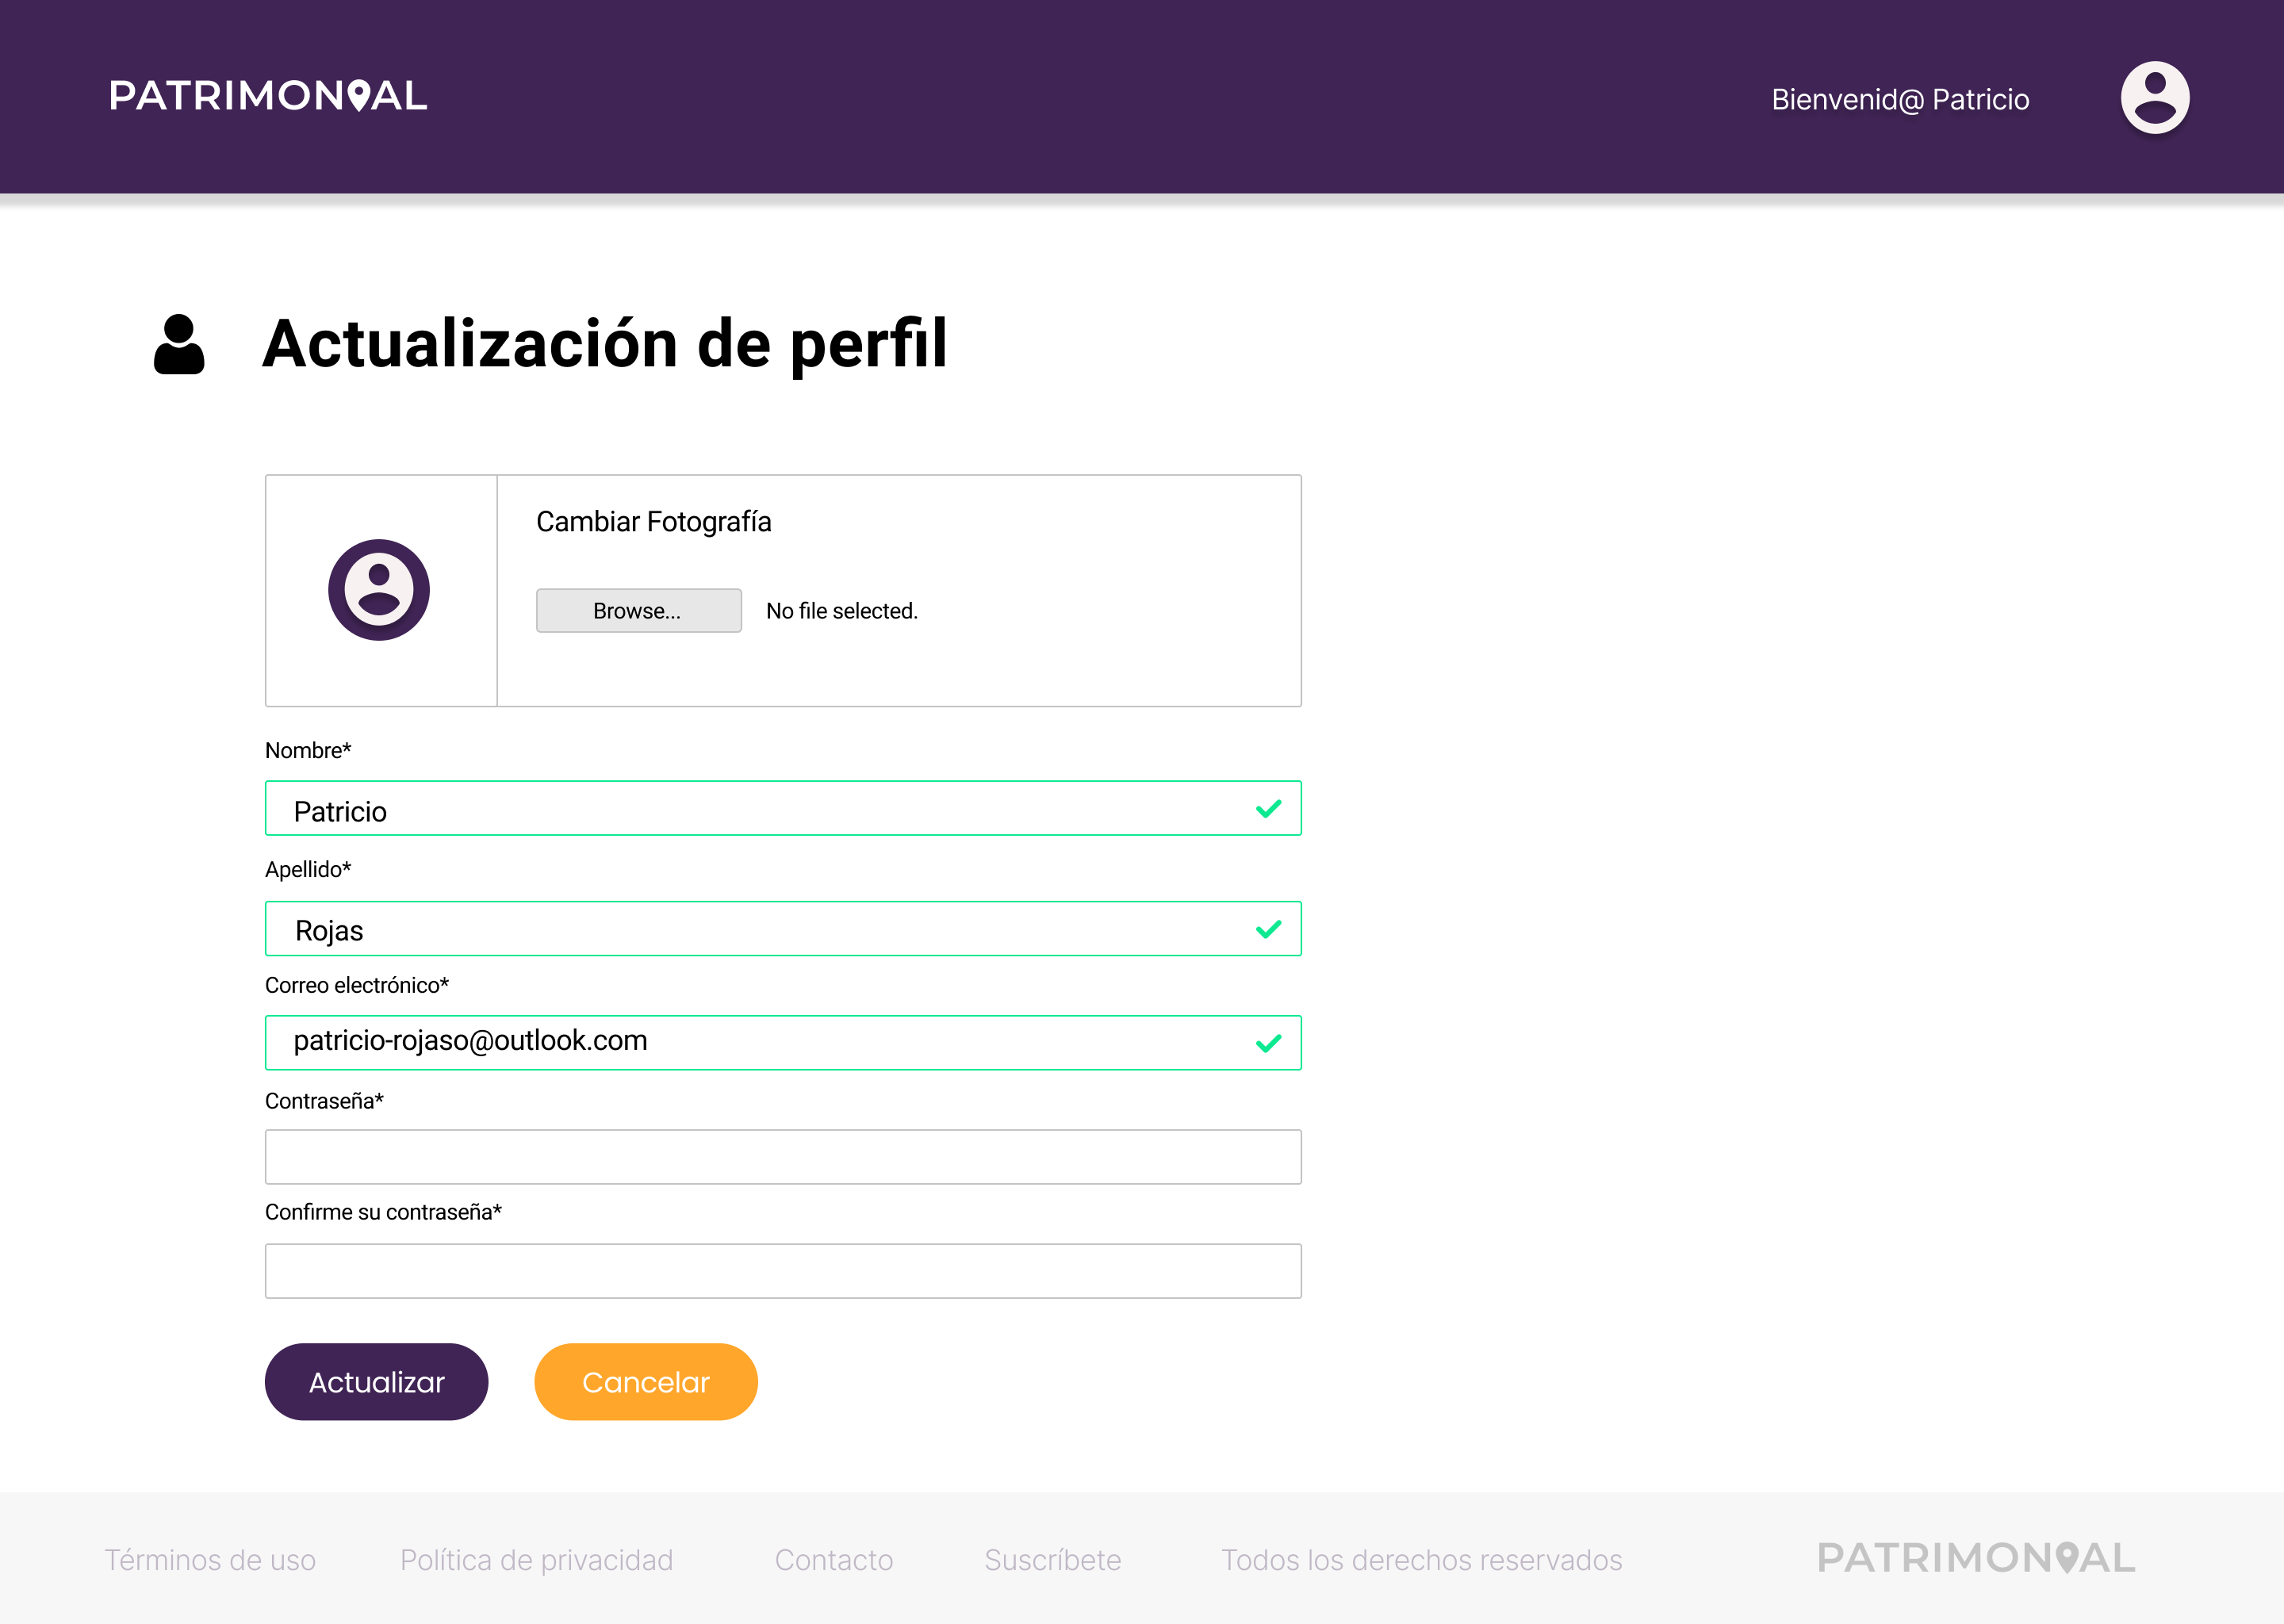 PATRIMONIAL
Bienvenid@ Patricio
Actualización de perfil
Cambiar Fotografía
Browse... No file selected.
Nombre*
Patricio
Apellido*
Rojas
Correo electrónico*
patricio-rojaso@outlook.com
Contraseña*
Confirme su contraseña*
Actualizar Cancelar
Términos de uso Política de privacidad Contacto Suscríbete Todos los derechos reservados PATRIMONIAL